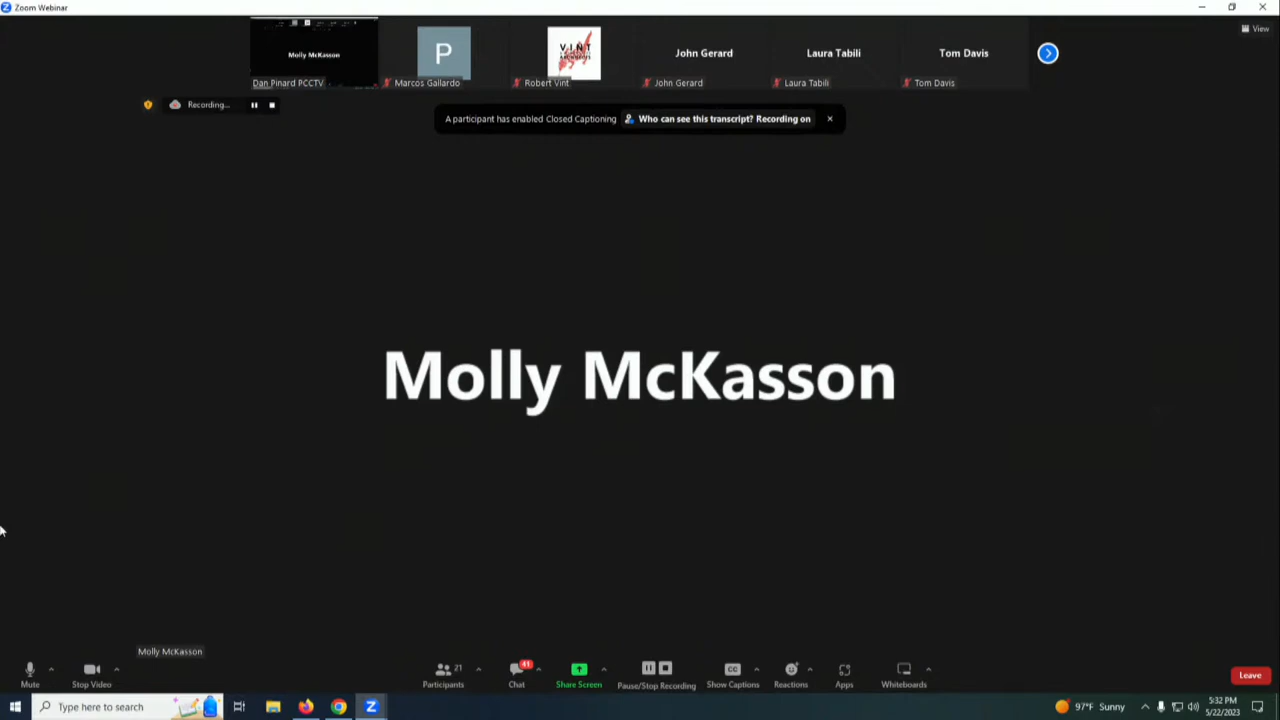 Zoom Webinar
Molly McKasson
Dan Pinard PCCTV
P
Marcos Gallardo
VINT
Robert Vint
John Gerard
John Gerard
Laura Tabili
Laura Tabili
Tom Davis
Tom Davis
View
Recording...
A participant has enabled Closed Captioning
Who can see this transcript? Recording on
Molly McKasson
Molly McKasson
Mute
Stop Video
21
Participants
41
Chat
Share Screen
Pause/Stop Recording
CC
Show Captions
Reactions
Apps
Whiteboards
Leave
Type here to search
97°F Sunny
5:32 PM
5/22/2023